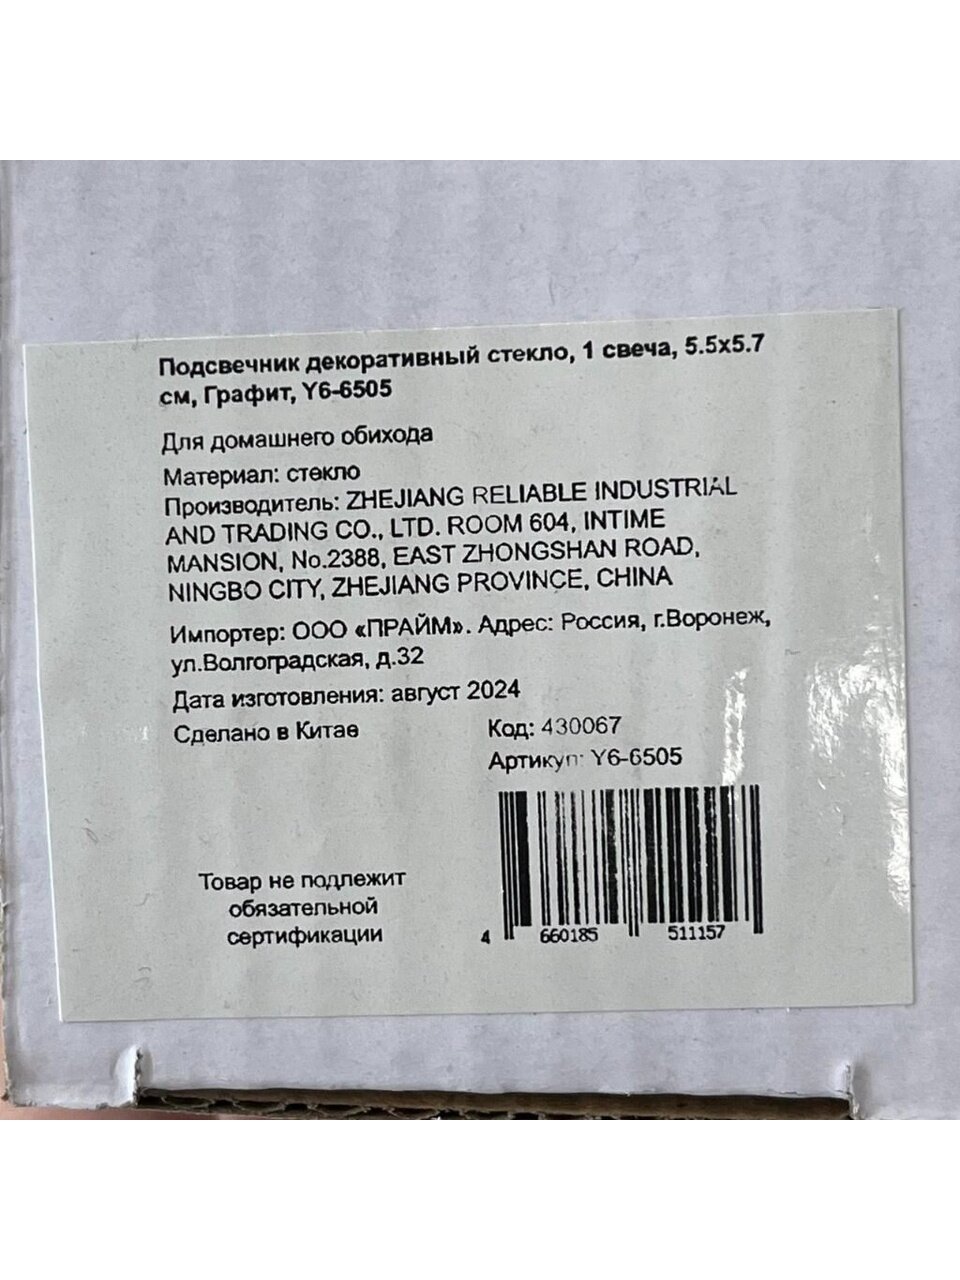 Подсвечник декоративный стекло, 1 свеча, 5.5х5.7
см, Графит, Y6-6505
Для домашнего обихода
Материал: стекло
Производитель: ZHEJIANG RELIABLE INDUSTRIAL
AND TRADING CO., LTD. ROOM 604, INTIME
MANSION, No.2388, EAST ZHONGSHAN ROAD,
NINGBO CITY, ZHEJIANG PROVINCE, CHINA
Импортер: ООО «ПРАЙМ». Адрес: Россия, г.Воронеж,
ул.Волгоградская, д.32
Дата изготовления: август 2024
Сделано в Китае
Код: 430067
Артикул: Y6-6505
Товар не подлежит
обязательной
сертификации
4 660185 511157